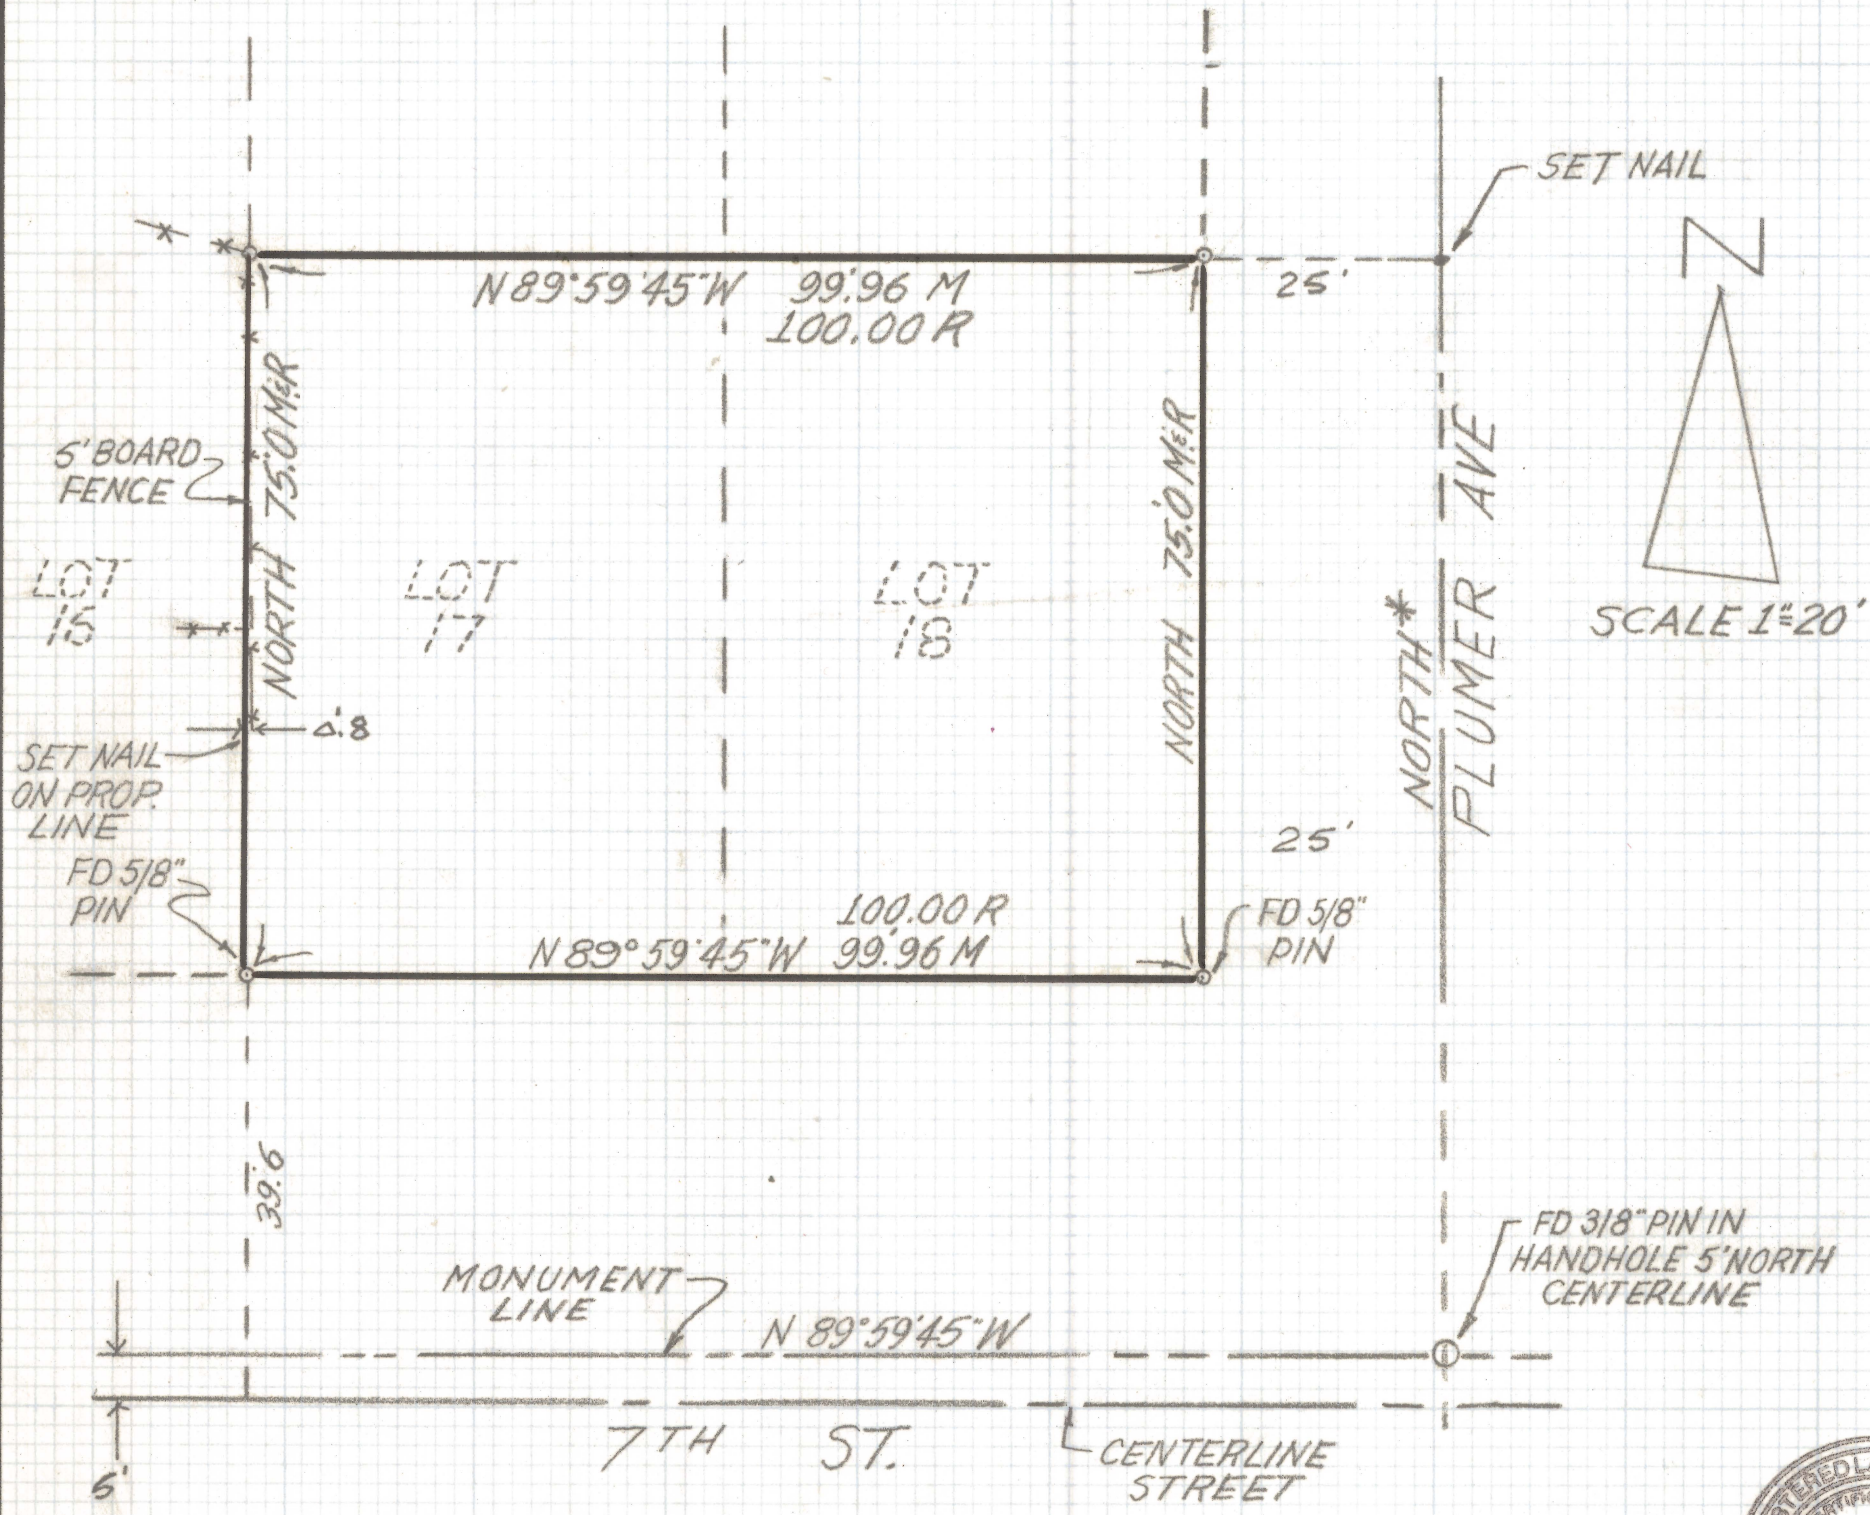 SET NAIL
N
N 89°59'45"W 99.96 M
100.00 R
25'
SCALE 1"=20'
5' BOARD
FENCE
NORTH 75.0 M&R
NORTH 75.0 M&R
LOT
LOT
17
LOT
18
NORTH*
PLUMER AVE
SET NAIL
ON PROP.
LINE
0.8
FD 5/8"
PIN
25'
100.00 R
N 89°59'45"W 99.96 M
FD 5/8"
PIN
39.6
FD 3/8" PIN IN
HANDHOLE 5' NORTH
CENTERLINE
MONUMENT
LINE
N 89°59'45"W
7TH ST.
CENTERLINE
STREET
5'